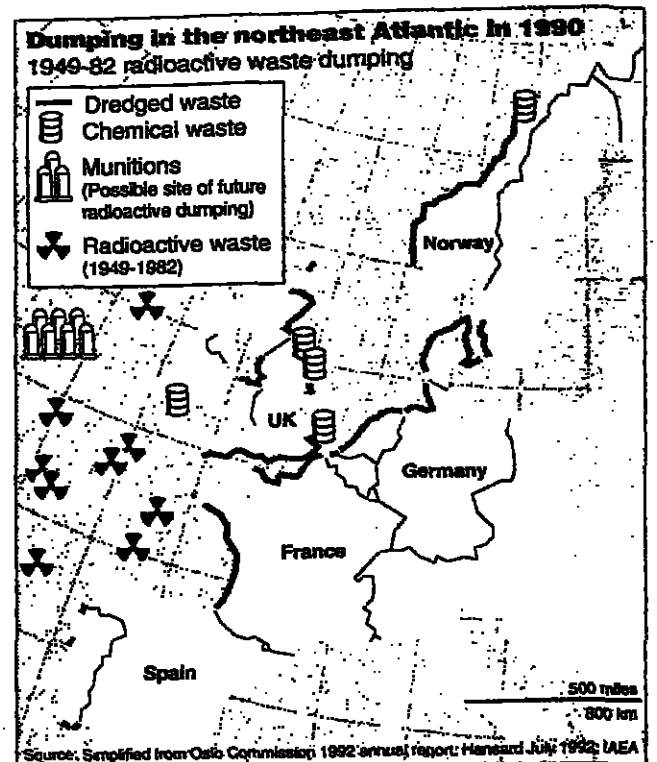 Dumping in the northeast Atlantic in 1990
1949-82 radioactive waste dumping
Dredged waste
Chemical waste
Munitions
(Possible site of future
radioactive dumping)
Radioactive waste
(1949-1982)
Norway
UK
Germany
France
Spain
500 miles
800 km
Source: Simplified from Oslo Commission 1992 annual report; Hansard July 1992; IAEA